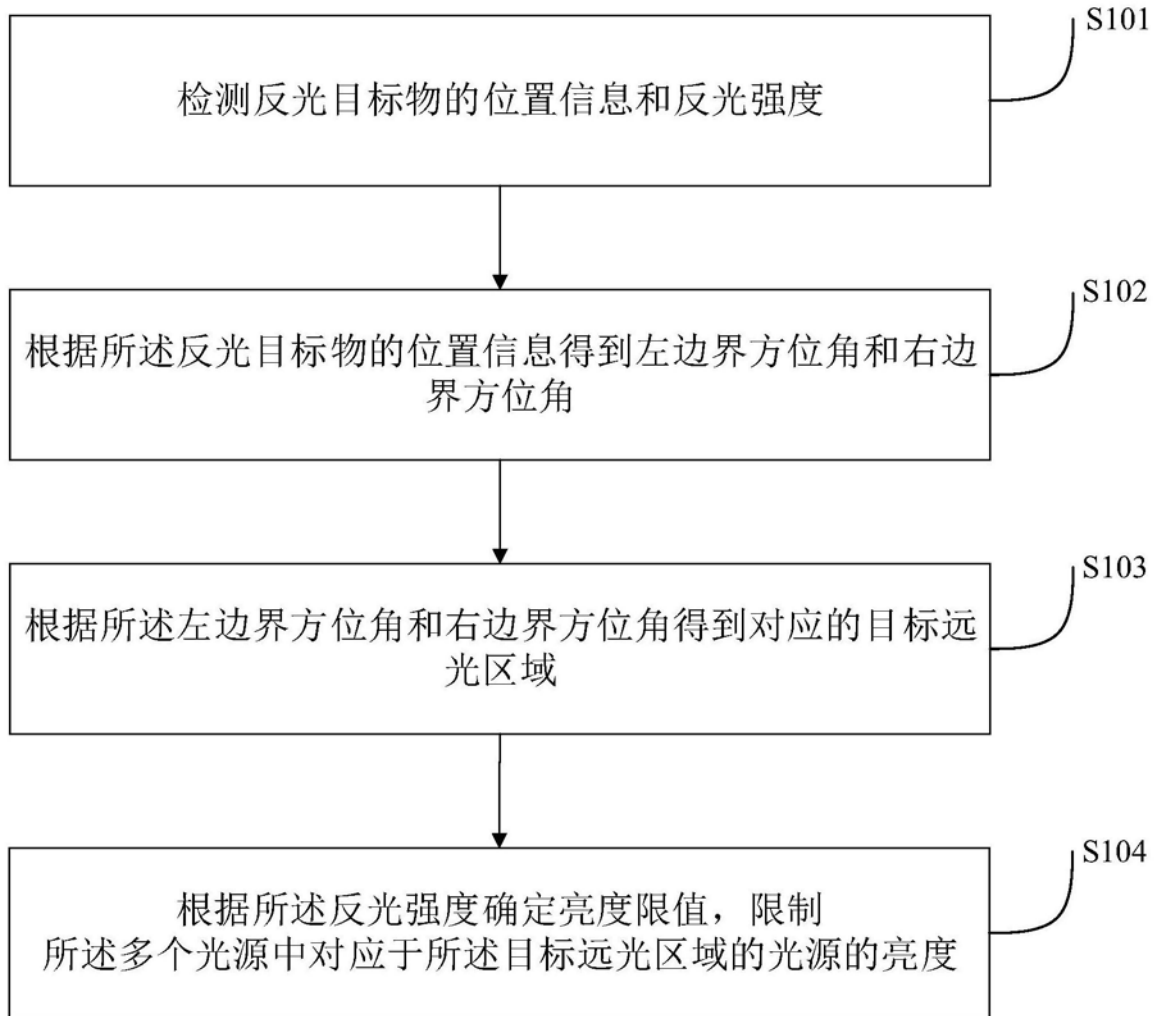 S101
检测反光目标物的位置信息和反光强度
S102
根据所述反光目标物的位置信息得到左边界方位角和右边
界方位角
S103
根据所述左边界方位角和右边界方位角得到对应的目标远
光区域
S104
根据所述反光强度确定亮度限值，限制
所述多个光源中对应于所述目标远光区域的光源的亮度